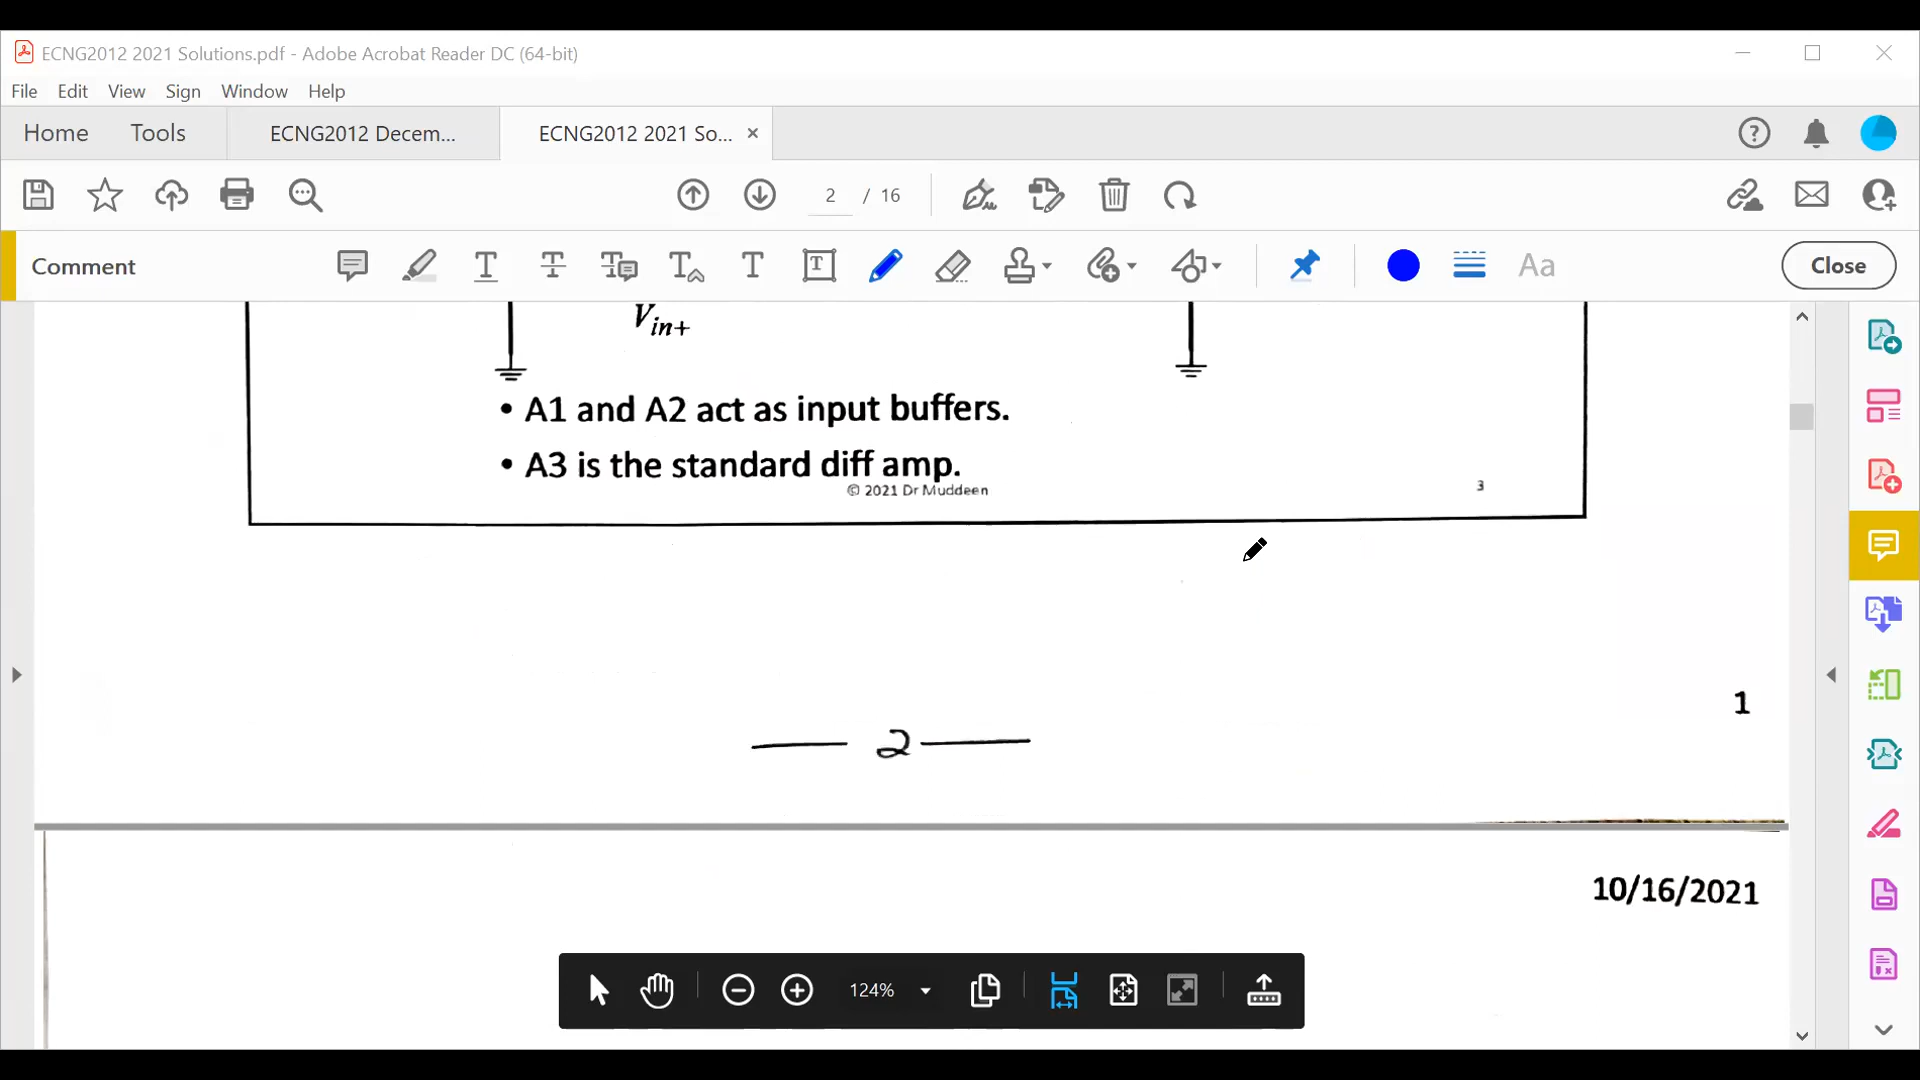 ECNG2012 2021 Solutions.pdf - Adobe Acrobat Reader DC (64-bit)
File Edit View Sign Window Help
Home Tools ECNG2012 Decem... ECNG2012 2021 So... ×
2 / 16
Comment Aa Close
Vin+
• A1 and A2 act as input buffers.
• A3 is the standard diff amp.
© 2021 Dr Muddeen
3
1
2
10/16/2021
124%